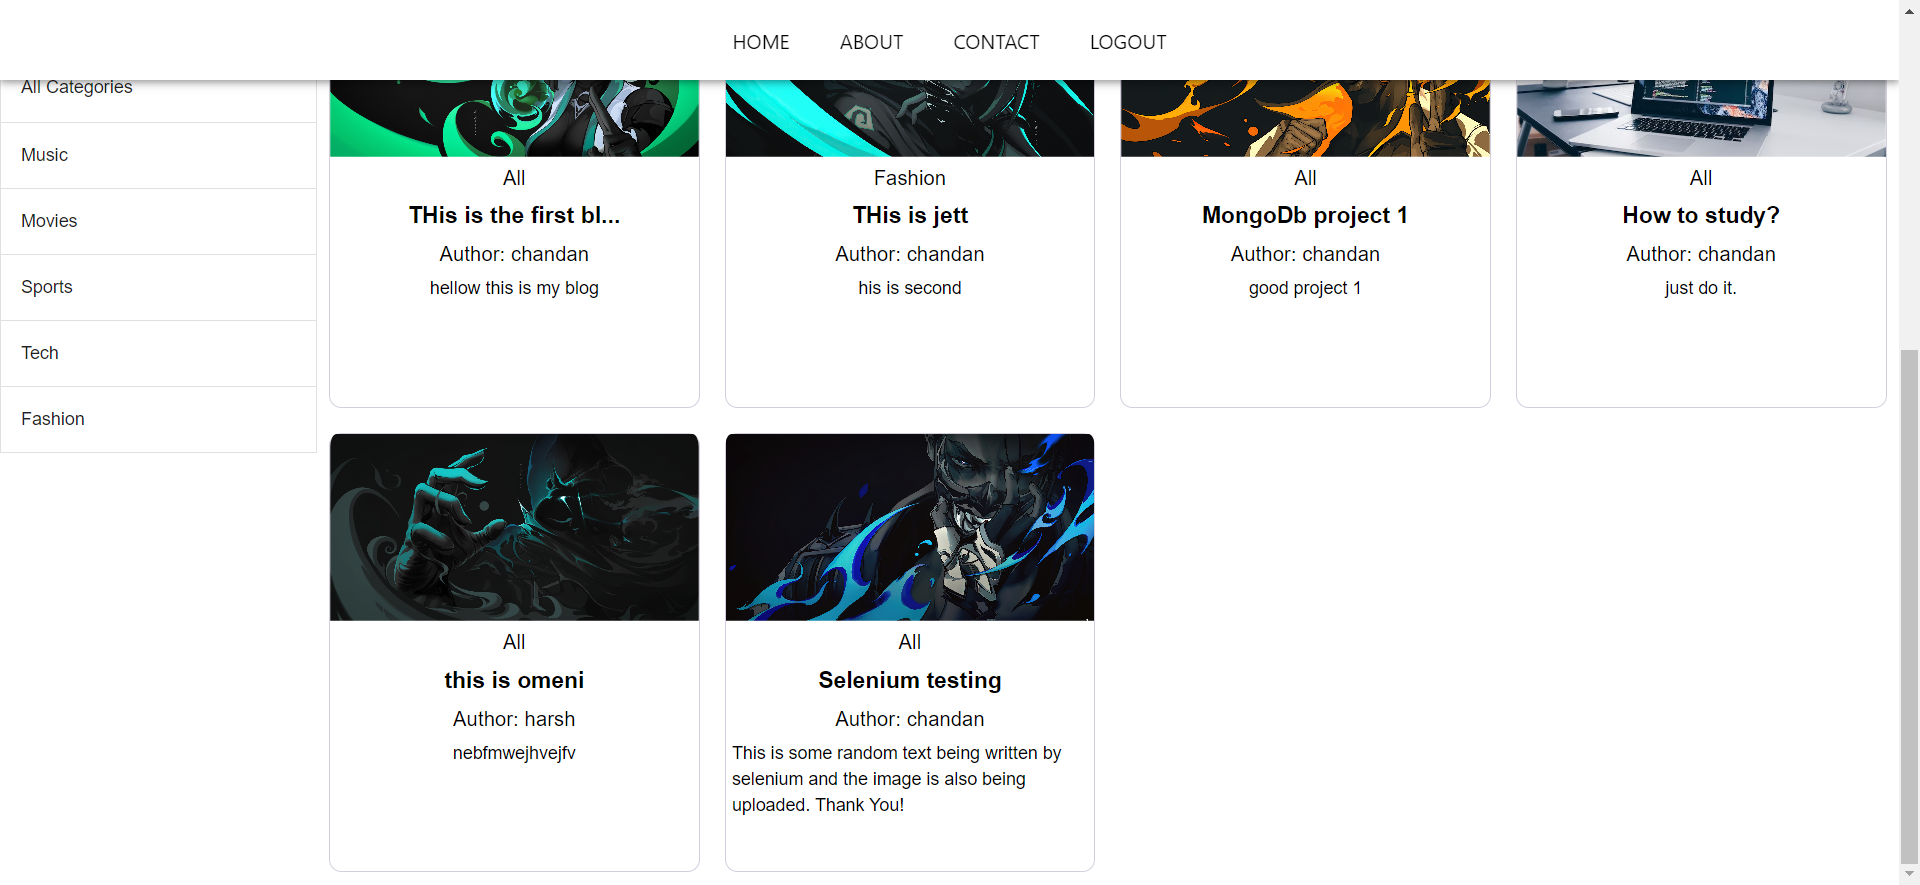 HOME ABOUT CONTACT LOGOUT
All Categories
Music
Movies
Sports
Tech
Fashion
All
THis is the first bl...
Author: chandan
hellow this is my blog
Fashion
THis is jett
Author: chandan
his is second
All
MongoDb project 1
Author: chandan
good project 1
All
How to study?
Author: chandan
just do it.
All
this is omeni
Author: harsh
nebfmwejhvejfv
All
Selenium testing
Author: chandan
This is some random text being written by
selenium and the image is also being
uploaded. Thank You!